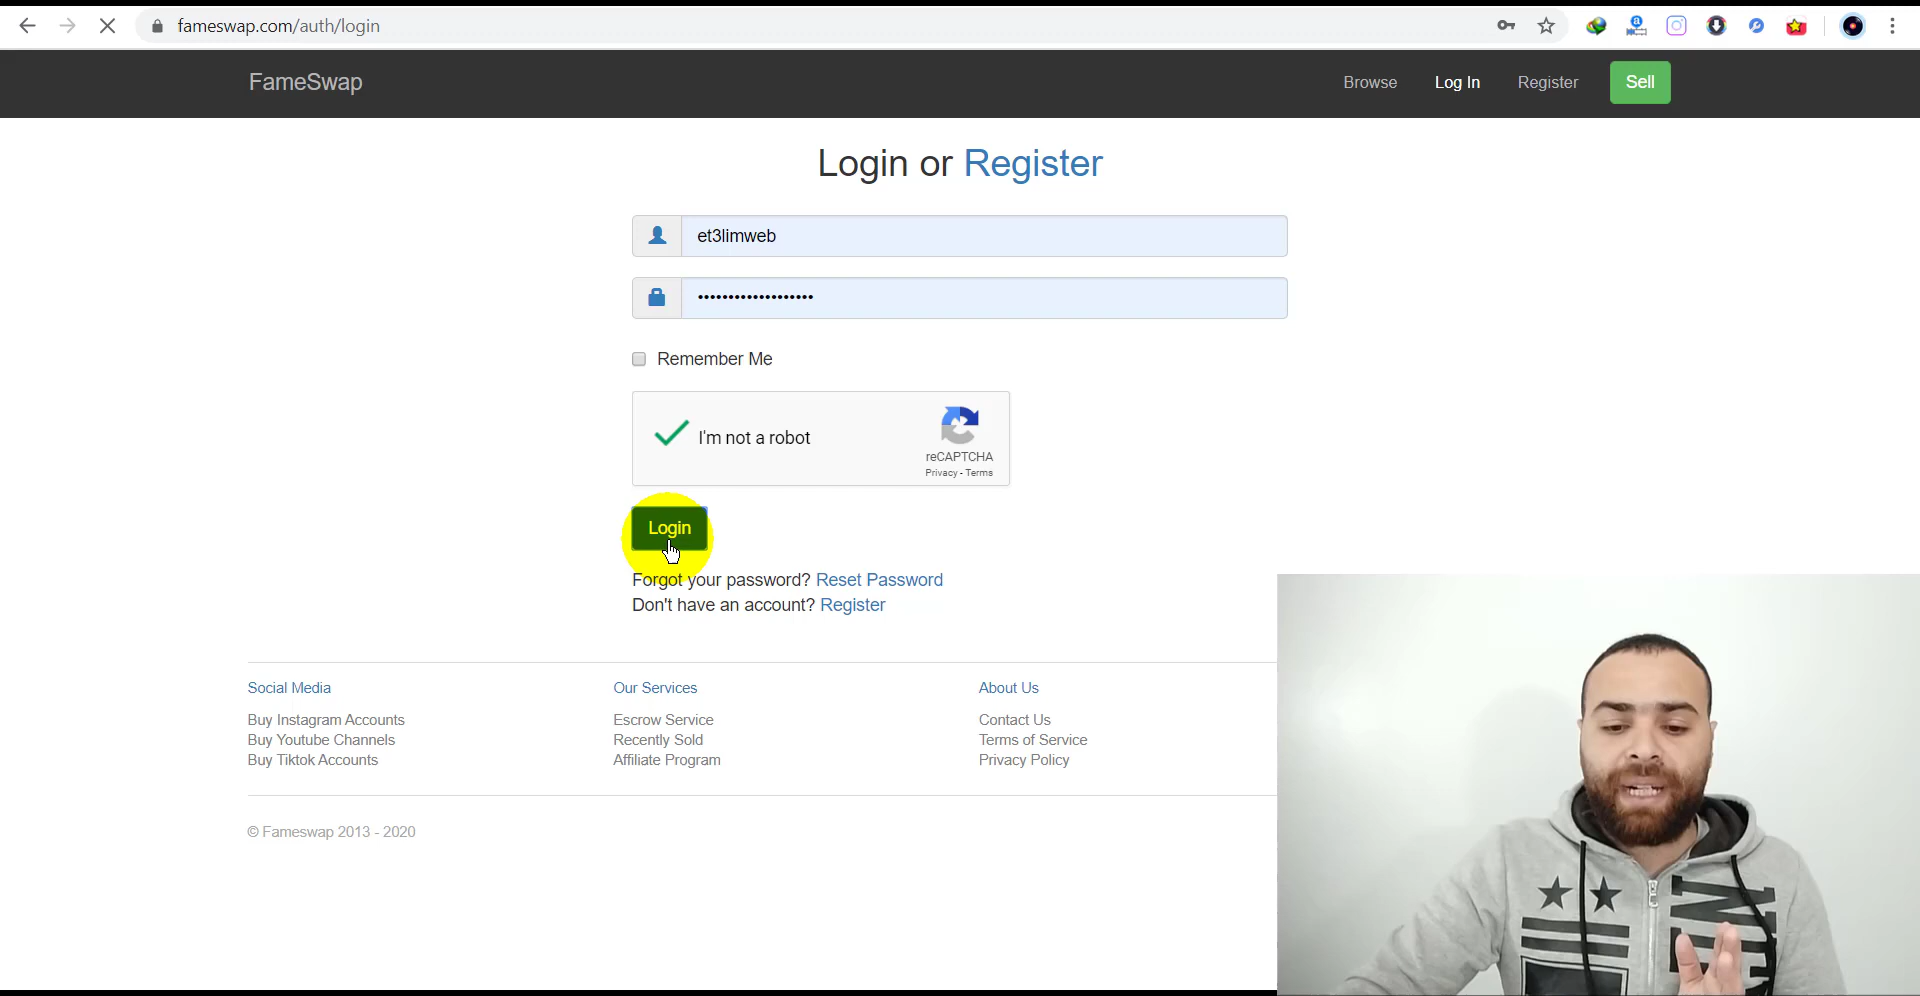 fameswap.com/auth/login
FameSwap
Browse
Log In
Register
Sell
Login or Register
et3limweb
•••••••••••••••••••
Remember Me
I'm not a robot
reCAPTCHA
Privacy - Terms
Login
Forgot your password? Reset Password
Don't have an account? Register
Social Media
Buy Instagram Accounts
Buy Youtube Channels
Buy Tiktok Accounts
Our Services
Escrow Service
Recently Sold
Affiliate Program
About Us
Contact Us
Terms of Service
Privacy Policy
© Fameswap 2013 - 2020